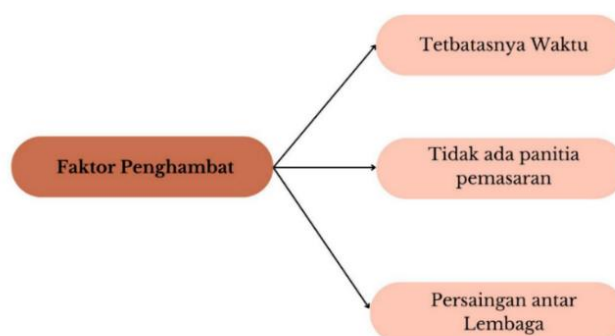 Tetbatasnya Waktu
Faktor Penghambat
Tidak ada panitia
pemasaran
Persaingan antar
Lembaga